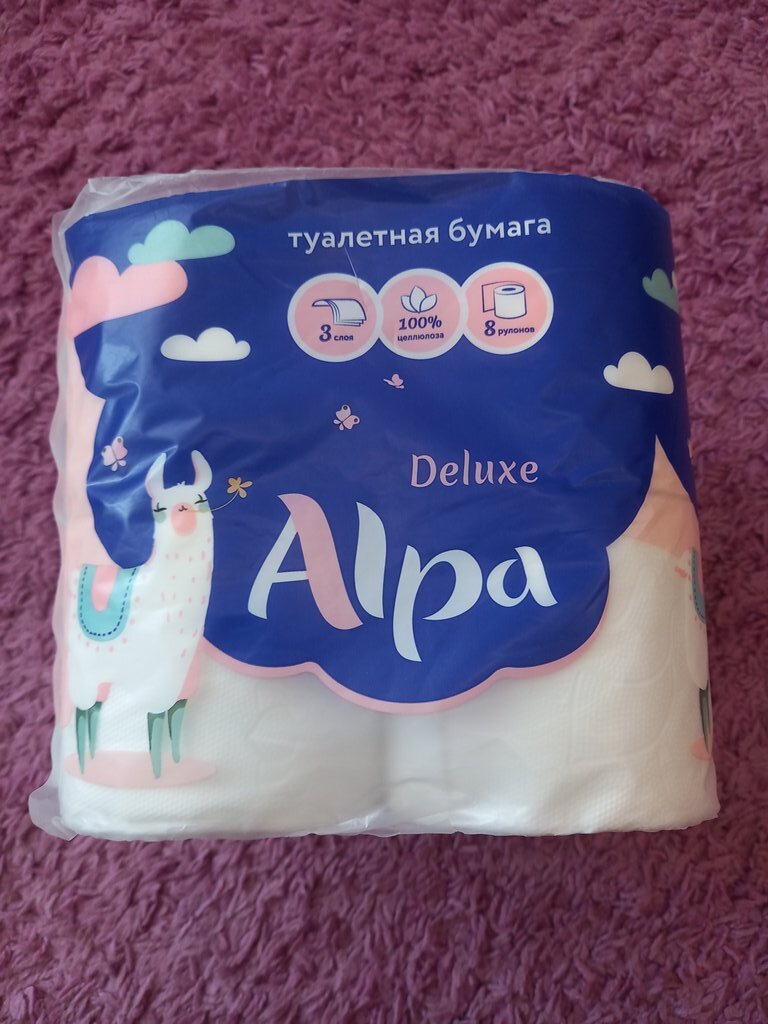 туалетная бумага
3 слоя
100%
целлюлоза
8 рулонов
Deluxe
Alpa